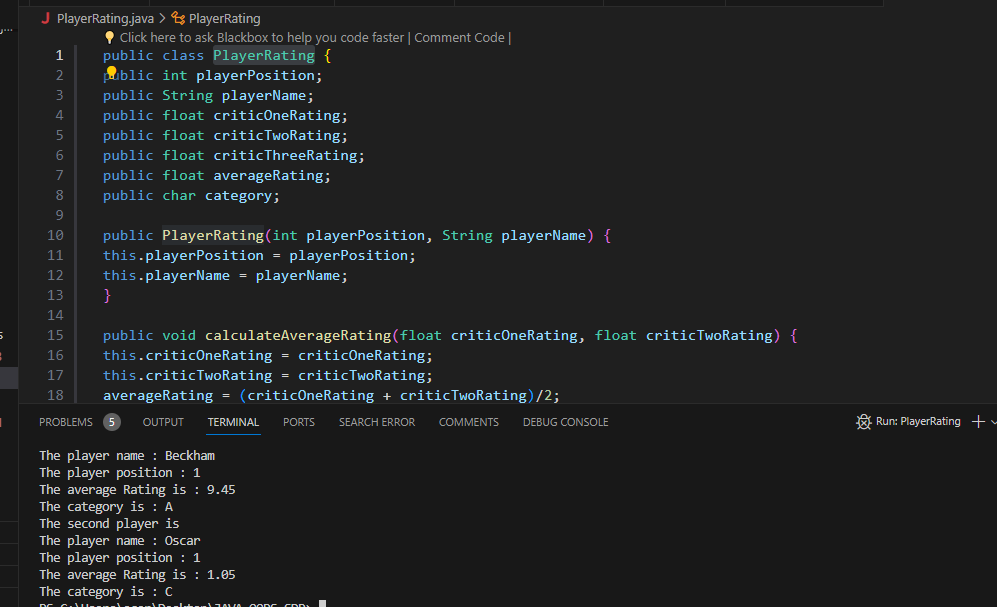 PlayerRating.java > PlayerRating
Click here to ask Blackbox to help you code faster | Comment Code |
1 public class PlayerRating {
2 public int playerPosition;
3 public String playerName;
4 public float criticOneRating;
5 public float criticTwoRating;
6 public float criticThreeRating;
7 public float averageRating;
8 public char category;
9
10 public PlayerRating(int playerPosition, String playerName) {
11 this.playerPosition = playerPosition;
12 this.playerName = playerName;
13 }
14
15 public void calculateAverageRating(float criticOneRating, float criticTwoRating) {
16 this.criticOneRating = criticOneRating;
17 this.criticTwoRating = criticTwoRating;
18 averageRating = (criticOneRating + criticTwoRating)/2;
PROBLEMS 5 OUTPUT TERMINAL PORTS SEARCH ERROR COMMENTS DEBUG CONSOLE Run: PlayerRating
The player name : Beckham
The player position : 1
The average Rating is : 9.45
The category is : A
The second player is
The player name : Oscar
The player position : 1
The average Rating is : 1.05
The category is : C